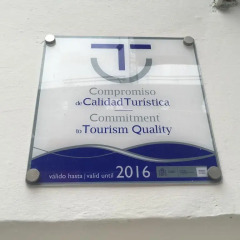 Compromiso
de Calidad Turística
Commitment
to Tourism Quality
válido hasta | valid until 2016